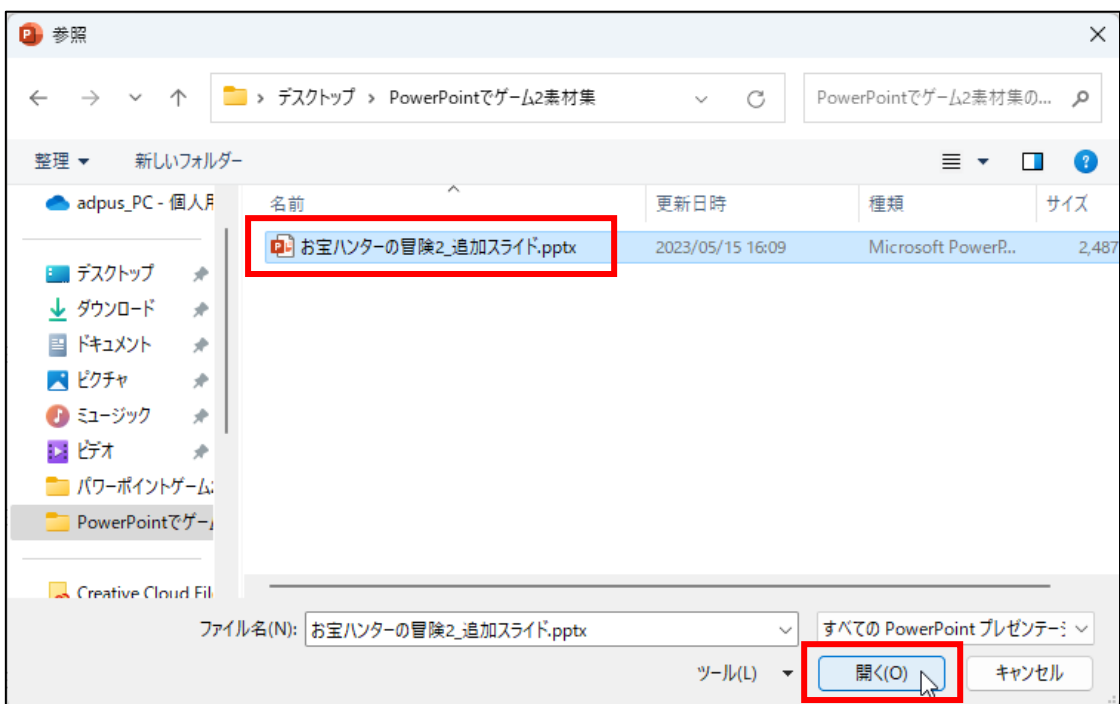 参照
デスクトップ › PowerPointでゲーム2素材集
PowerPointでゲーム2素材集の...
整理
新しいフォルダー
adpus_PC - 個人用
名前
更新日時
種類
サイズ
お宝ハンターの冒険2_追加スライド.pptx
2023/05/15 16:09
Microsoft PowerP...
2,487
デスクトップ
ダウンロード
ドキュメント
ピクチャ
ミュージック
ビデオ
パワーポイントゲーム2
PowerPointでゲーム
Creative Cloud Fil
ファイル名(N):
お宝ハンターの冒険2_追加スライド.pptx
すべての PowerPoint プレゼンテーシ
ツール(L)
開く(O)
キャンセル